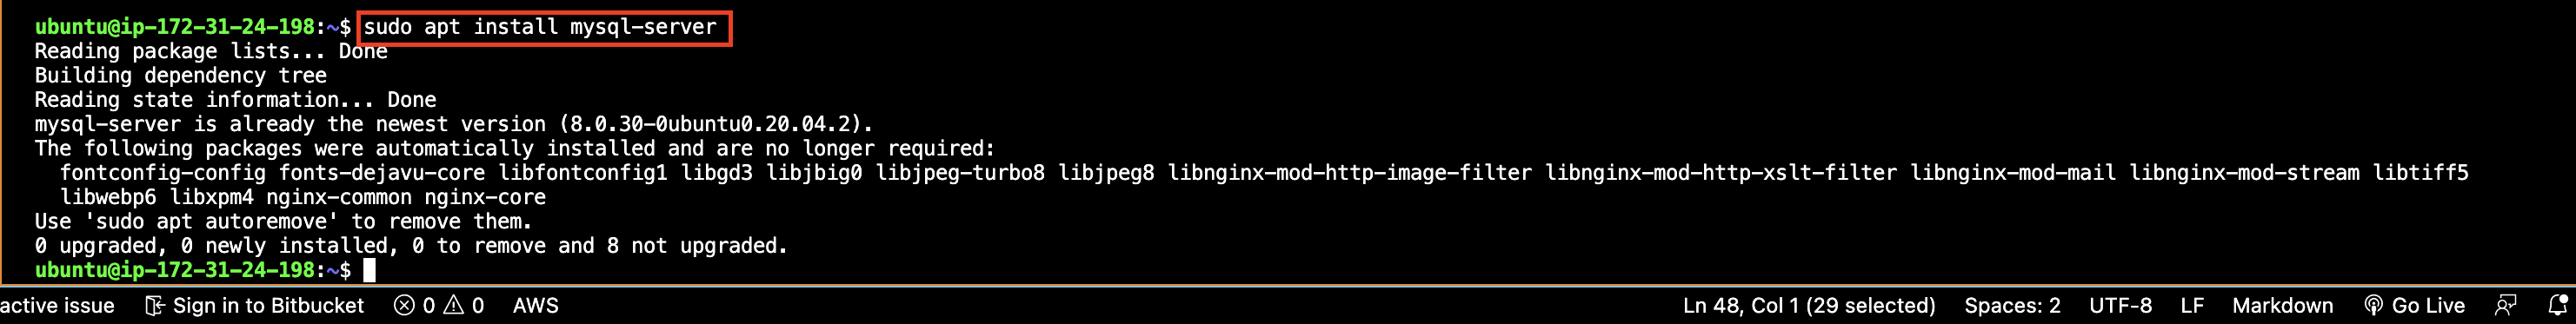 ubuntu@ip-172-31-24-198:~$ sudo apt install mysql-server
Reading package lists... Done
Building dependency tree
Reading state information... Done
mysql-server is already the newest version (8.0.30-0ubuntu0.20.04.2).
The following packages were automatically installed and are no longer required:
  fontconfig-config fonts-dejavu-core libfontconfig1 libgd3 libjbig0 libjpeg-turbo8 libjpeg8 libnginx-mod-http-image-filter libnginx-mod-http-xslt-filter libnginx-mod-mail libnginx-mod-stream libtiff5
  libwebp6 libxpm4 nginx-common nginx-core
Use 'sudo apt autoremove' to remove them.
0 upgraded, 0 newly installed, 0 to remove and 8 not upgraded.
ubuntu@ip-172-31-24-198:~$
active issue Sign in to Bitbucket 0 0 AWS Ln 48, Col 1 (29 selected) Spaces: 2 UTF-8 LF Markdown Go Live